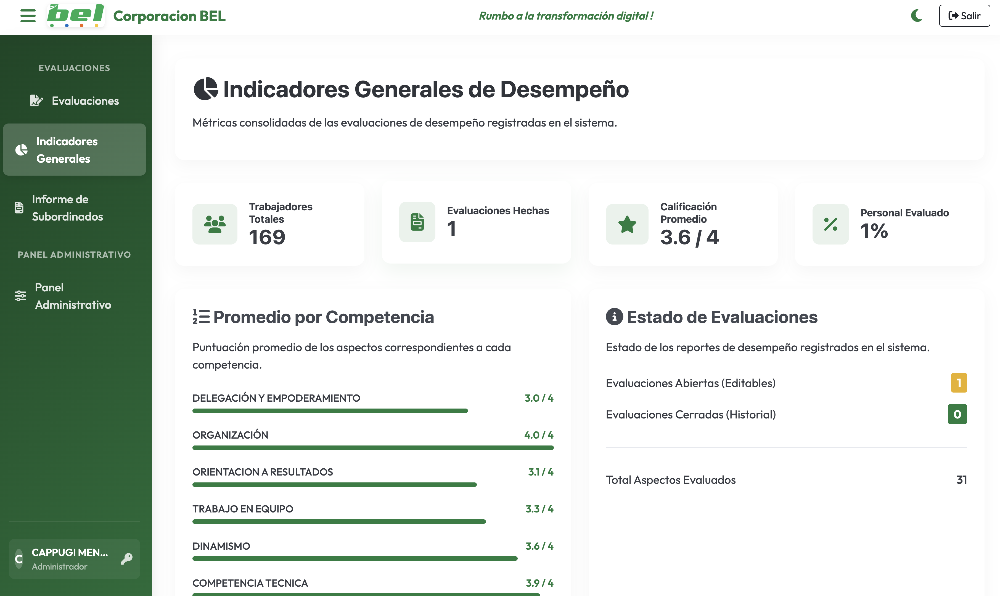 bel
Corporacion BEL
Rumbo a la transformación digital !
Salir
EVALUACIONES
Evaluaciones
Indicadores
Generales
Informe de
Subordinados
PANEL ADMINISTRATIVO
Panel
Administrativo
C
CAPPUGI MEN...
Administrador
Indicadores Generales de Desempeño
Métricas consolidadas de las evaluaciones de desempeño registradas en el sistema.
Trabajadores
Totales
169
Evaluaciones Hechas
1
Calificación
Promedio
3.6 / 4
Personal Evaluado
1%
Promedio por Competencia
Puntuación promedio de los aspectos correspondientes a cada
competencia.
DELEGACIÓN Y EMPODERAMIENTO 3.0 / 4
ORGANIZACIÓN 4.0 / 4
ORIENTACION A RESULTADOS 3.1 / 4
TRABAJO EN EQUIPO 3.3 / 4
DINAMISMO 3.6 / 4
COMPETENCIA TECNICA 3.9 / 4
Estado de Evaluaciones
Estado de los reportes de desempeño registrados en el sistema.
Evaluaciones Abiertas (Editables) 1
Evaluaciones Cerradas (Historial) 0
Total Aspectos Evaluados 31